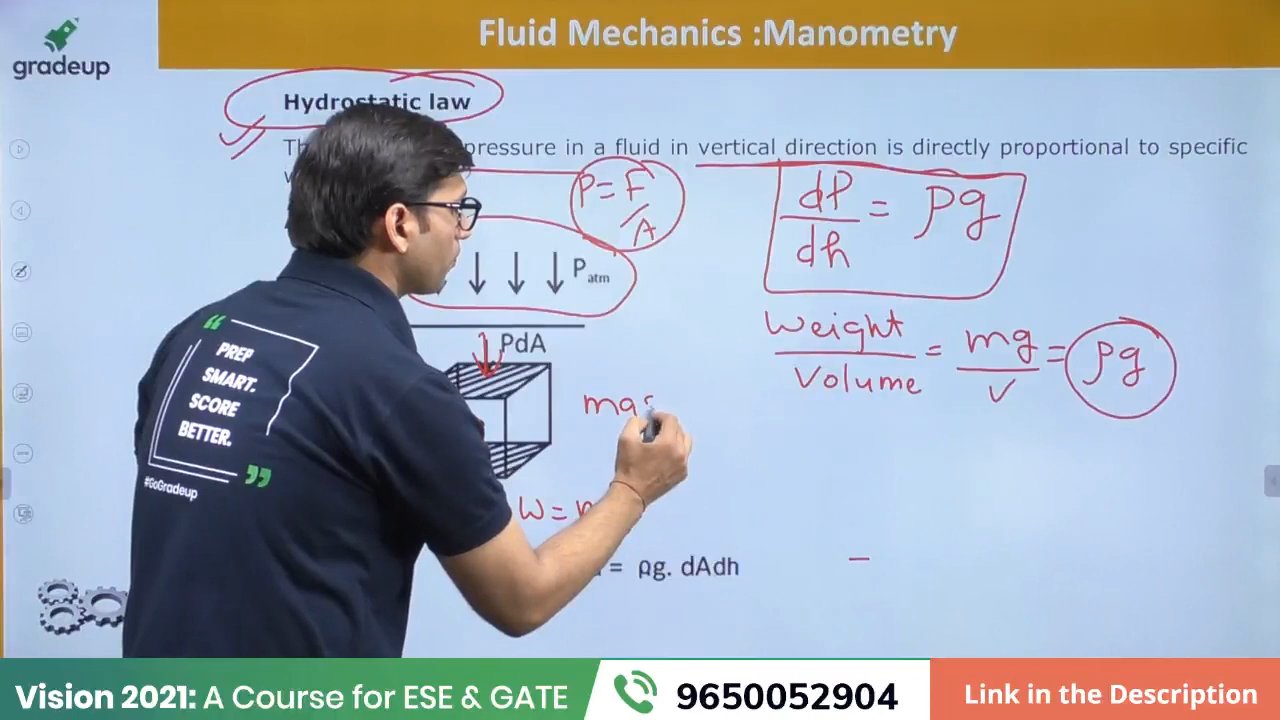 gradeup
Fluid Mechanics :Manometry
Hydrostatic law
pressure in a fluid in vertical direction is directly proportional to specific
P = F/A
dP/dh = ρg
Patm
PdA
Weight/Volume = mg/V = ρg
W =
= ρg. dAdh
PREP
SMART.
SCORE
BETTER.
#GoGradeup
Vision 2021: A Course for ESE & GATE
9650052904
Link in the Description